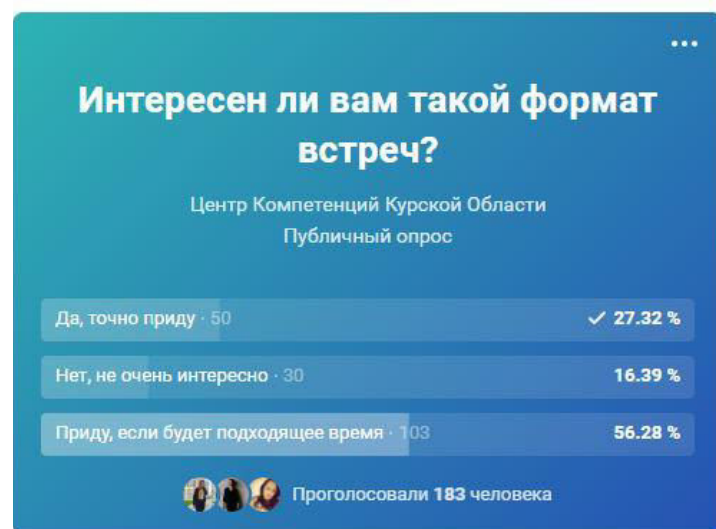 Интересен ли вам такой формат
встреч?
Центр Компетенций Курской Области
Публичный опрос
Да, точно приду · 50 27.32 %
Нет, не очень интересно · 30 16.39 %
Приду, если будет подходящее время · 103 56.28 %
Проголосовали 183 человека